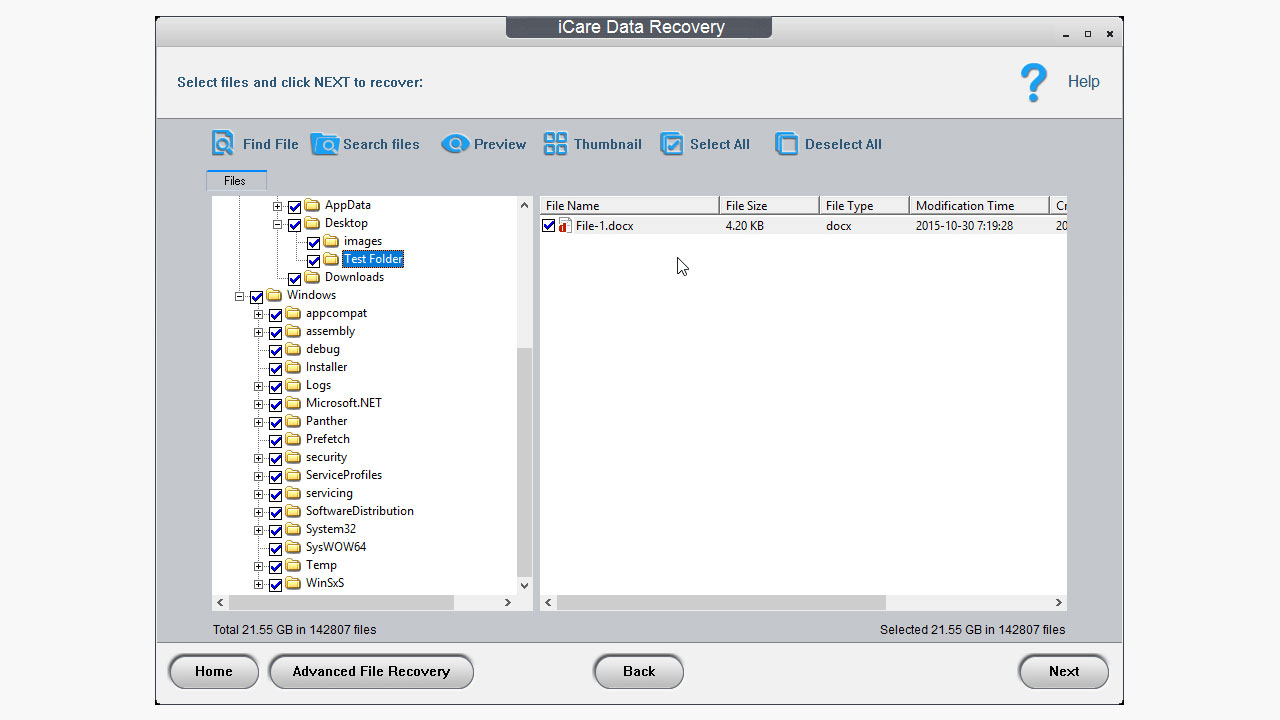 iCare Data Recovery
Select files and click NEXT to recover:
Help
Find File
Search files
Preview
Thumbnail
Select All
Deselect All
Files
AppData
Desktop
images
Test Folder
Downloads
Windows
appcompat
assembly
debug
Installer
Logs
Microsoft.NET
Panther
Prefetch
security
ServiceProfiles
servicing
SoftwareDistribution
System32
SysWOW64
Temp
WinSxS
File Name File Size File Type Modification Time Cr
File-1.docx 4.20 KB docx 2015-10-30 7:19:28 20
Total 21.55 GB in 142807 files
Selected 21.55 GB in 142807 files
Home
Advanced File Recovery
Back
Next